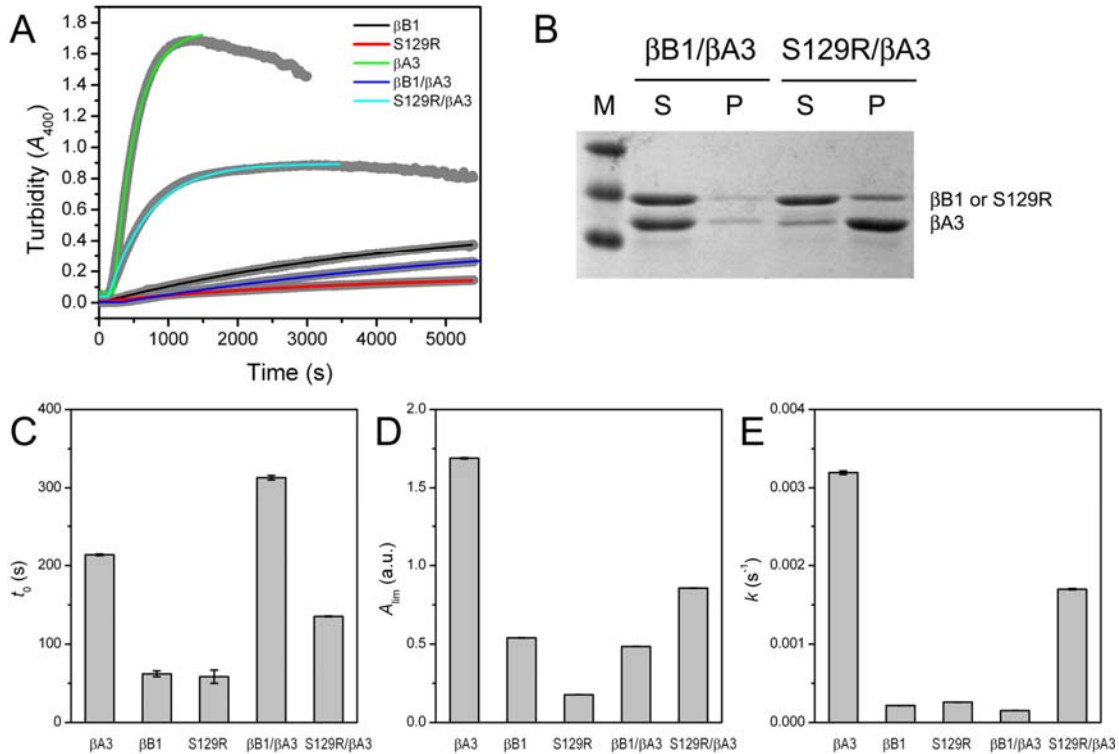 A
Turbidity (A₄₀₀)
1.8
1.6
1.4
1.2
1.0
0.8
0.6
0.4
0.2
0.0
0 1000 2000 3000 4000 5000
Time (s)
βB1
S129R
βA3
βB1/βA3
S129R/βA3
B
βB1/βA3 S129R/βA3
M S P S P
βB1 or S129R
βA3
C
t₀ (s)
400
300
200
100
0
βA3 βB1 S129R βB1/βA3 S129R/βA3
D
A_lim (a.u.)
2.0
1.5
1.0
0.5
0.0
βA3 βB1 S129R βB1/βA3 S129R/βA3
E
k (s⁻¹)
0.004
0.003
0.002
0.001
0.000
βA3 βB1 S129R βB1/βA3 S129R/βA3